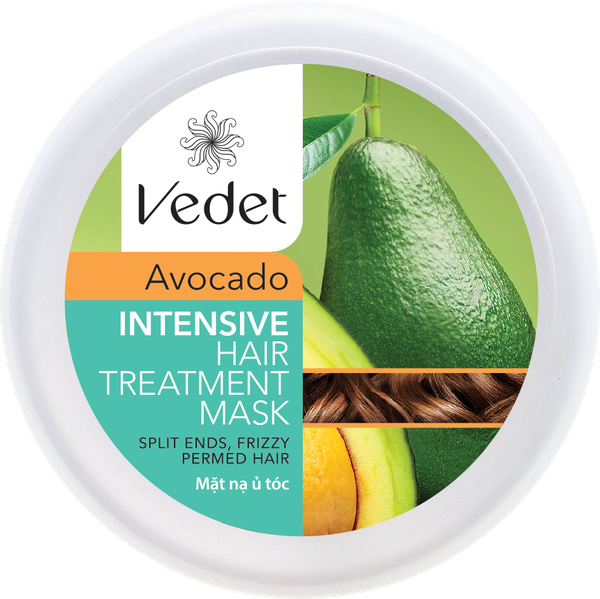 Vedet
Avocado
INTENSIVE
HAIR
TREATMENT
MASK
SPLIT ENDS, FRIZZY
PERMED HAIR
Mặt nạ ủ tóc